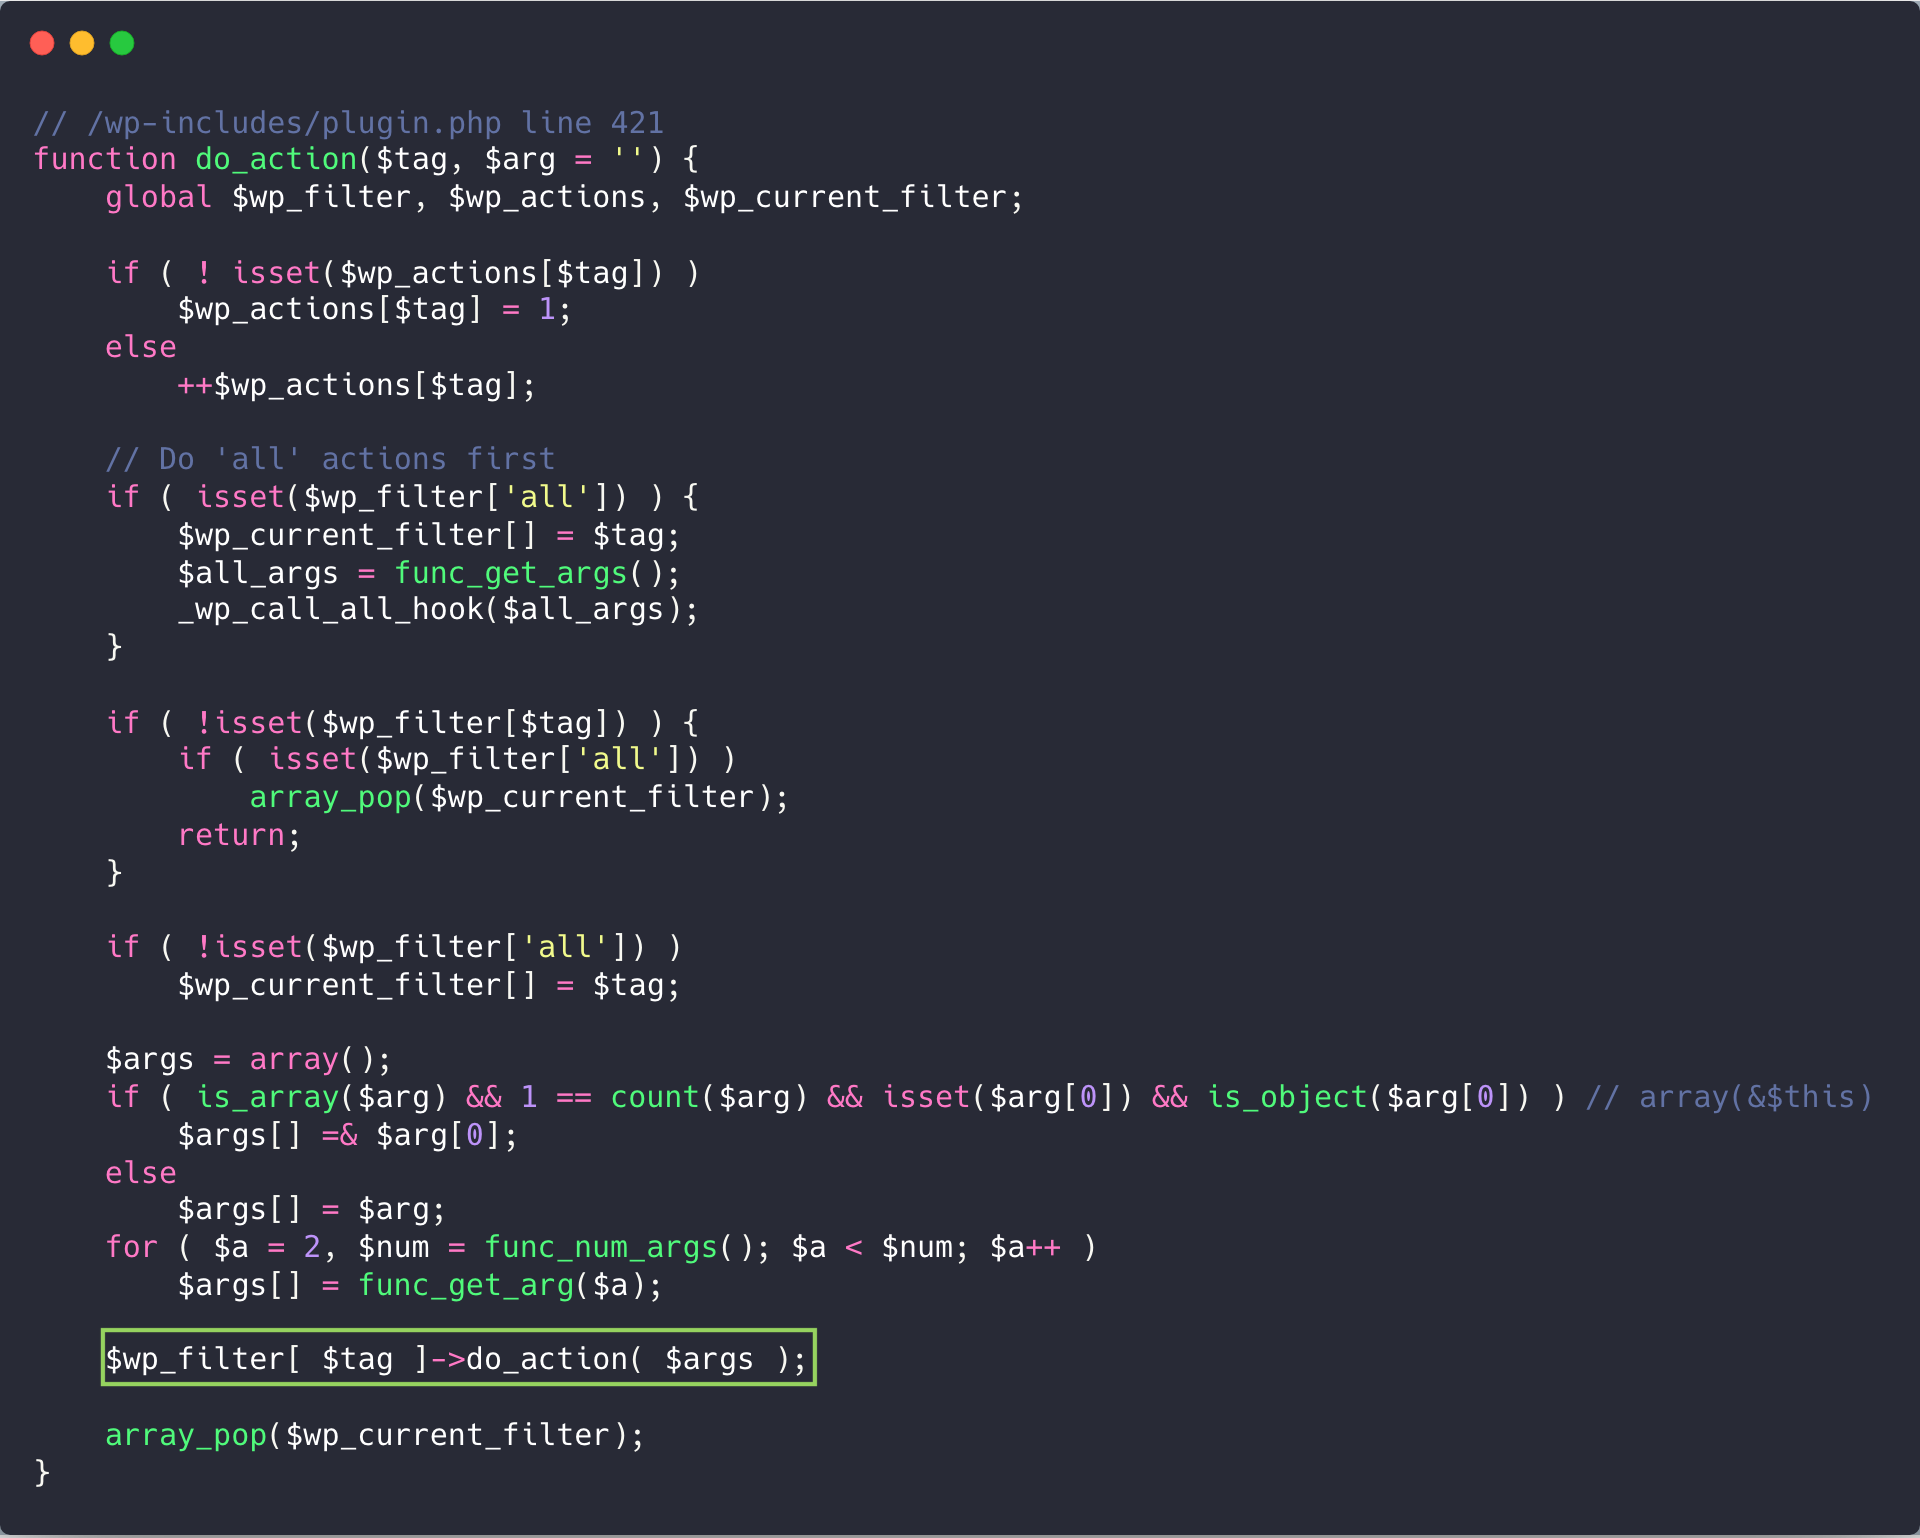 // /wp-includes/plugin.php line 421
function do_action($tag, $arg = '') {
    global $wp_filter, $wp_actions, $wp_current_filter;

    if ( ! isset($wp_actions[$tag]) )
        $wp_actions[$tag] = 1;
    else
        ++$wp_actions[$tag];

    // Do 'all' actions first
    if ( isset($wp_filter['all']) ) {
        $wp_current_filter[] = $tag;
        $all_args = func_get_args();
        _wp_call_all_hook($all_args);
    }

    if ( !isset($wp_filter[$tag]) ) {
        if ( isset($wp_filter['all']) )
            array_pop($wp_current_filter);
        return;
    }

    if ( !isset($wp_filter['all']) )
        $wp_current_filter[] = $tag;

    $args = array();
    if ( is_array($arg) && 1 == count($arg) && isset($arg[0]) && is_object($arg[0]) ) // array(&$this)
        $args[] =& $arg[0];
    else
        $args[] = $arg;
    for ( $a = 2, $num = func_num_args(); $a < $num; $a++ )
        $args[] = func_get_arg($a);

    $wp_filter[ $tag ]->do_action( $args );

    array_pop($wp_current_filter);
}